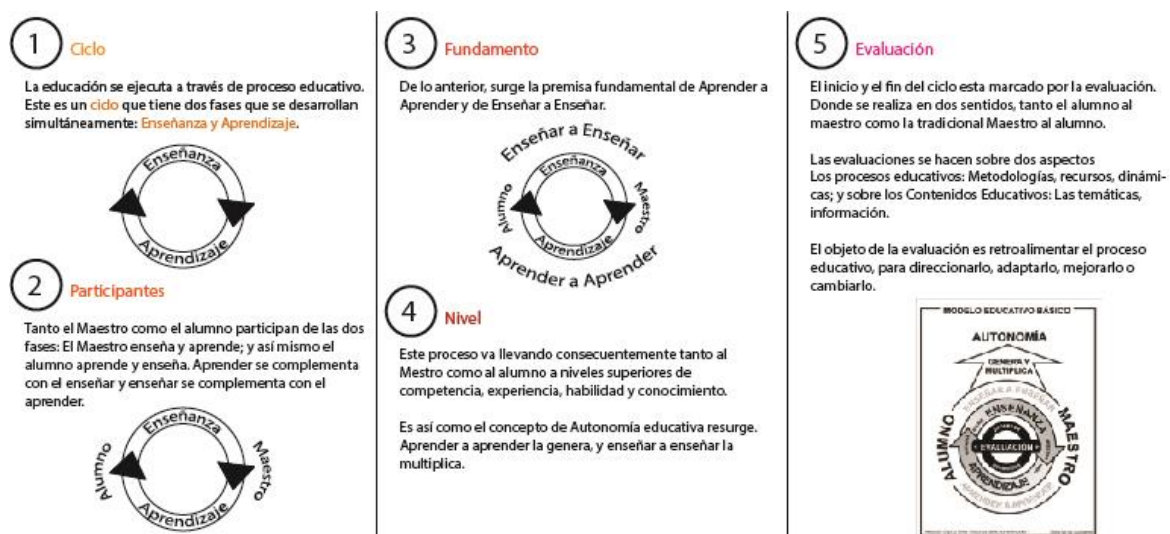 1 Ciclo
La educación se ejecuta a través de proceso educativo.
Este es un ciclo que tiene dos fases que se desarrollan
simultáneamente: Enseñanza y Aprendizaje.
Enseñanza
Aprendizaje
2 Participantes
Tanto el Maestro como el alumno participan de las dos
fases: El Maestro enseña y aprende; y así mismo el
alumno aprende y enseña. Aprender se complementa
con el enseñar y enseñar se complementa con el
aprender.
Enseñanza
Alumno
Maestro
Aprendizaje
3 Fundamento
De lo anterior, surge la premisa fundamental de Aprender a
Aprender y de Enseñar a Enseñar.
Enseñar a Enseñar
Enseñanza
Alumno
Maestro
Aprendizaje
Aprender a Aprender
4 Nivel
Este proceso va llevando consecuentemente tanto al
Mestro como al alumno a niveles superiores de
competencia, experiencia, habilidad y conocimiento.
Es así como el concepto de Autonomía educativa resurge.
Aprender a aprender la genera, y enseñar a enseñar la
multiplica.
5 Evaluación
El inicio y el fin del ciclo esta marcado por la evaluación.
Donde se realiza en dos sentidos, tanto el alumno al
maestro como la tradicional Maestro al alumno.
Las evaluaciones se hacen sobre dos aspectos
Los procesos educativos: Metodologías, recursos, dinámi-
cas; y sobre los Contenidos Educativos: Las temáticas,
información.
El objeto de la evaluación es retroalimentar el proceso
educativo, para direccionarlo, adaptarlo, mejorarlo o
cambiarlo.
MODELO EDUCATIVO BÁSICO
AUTONOMÍA
GENERA Y
MULTIPLICA
ENSEÑAR A ENSEÑAR
ENSEÑANZA
ALUMNO
EVALUACIÓN
MAESTRO
APRENDIZAJE
APRENDER A APRENDER